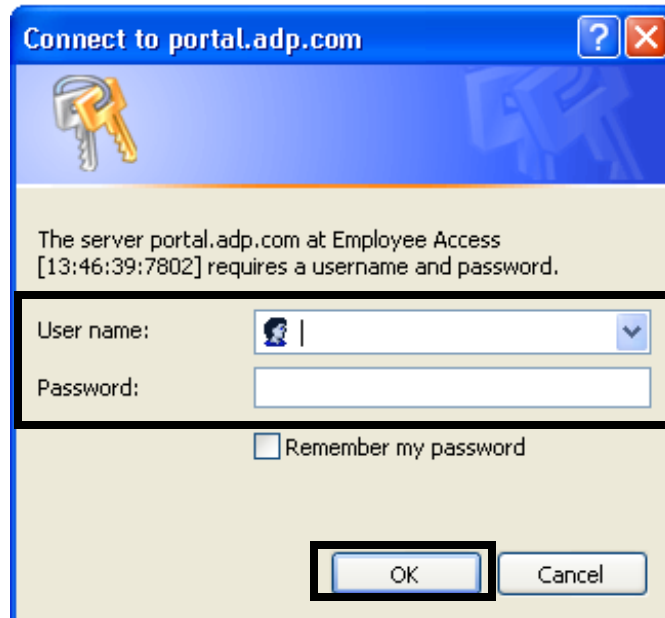 Connect to portal.adp.com
The server portal.adp.com at Employee Access
[13:46:39:7802] requires a username and password.
User name:
Password:
Remember my password
OK Cancel